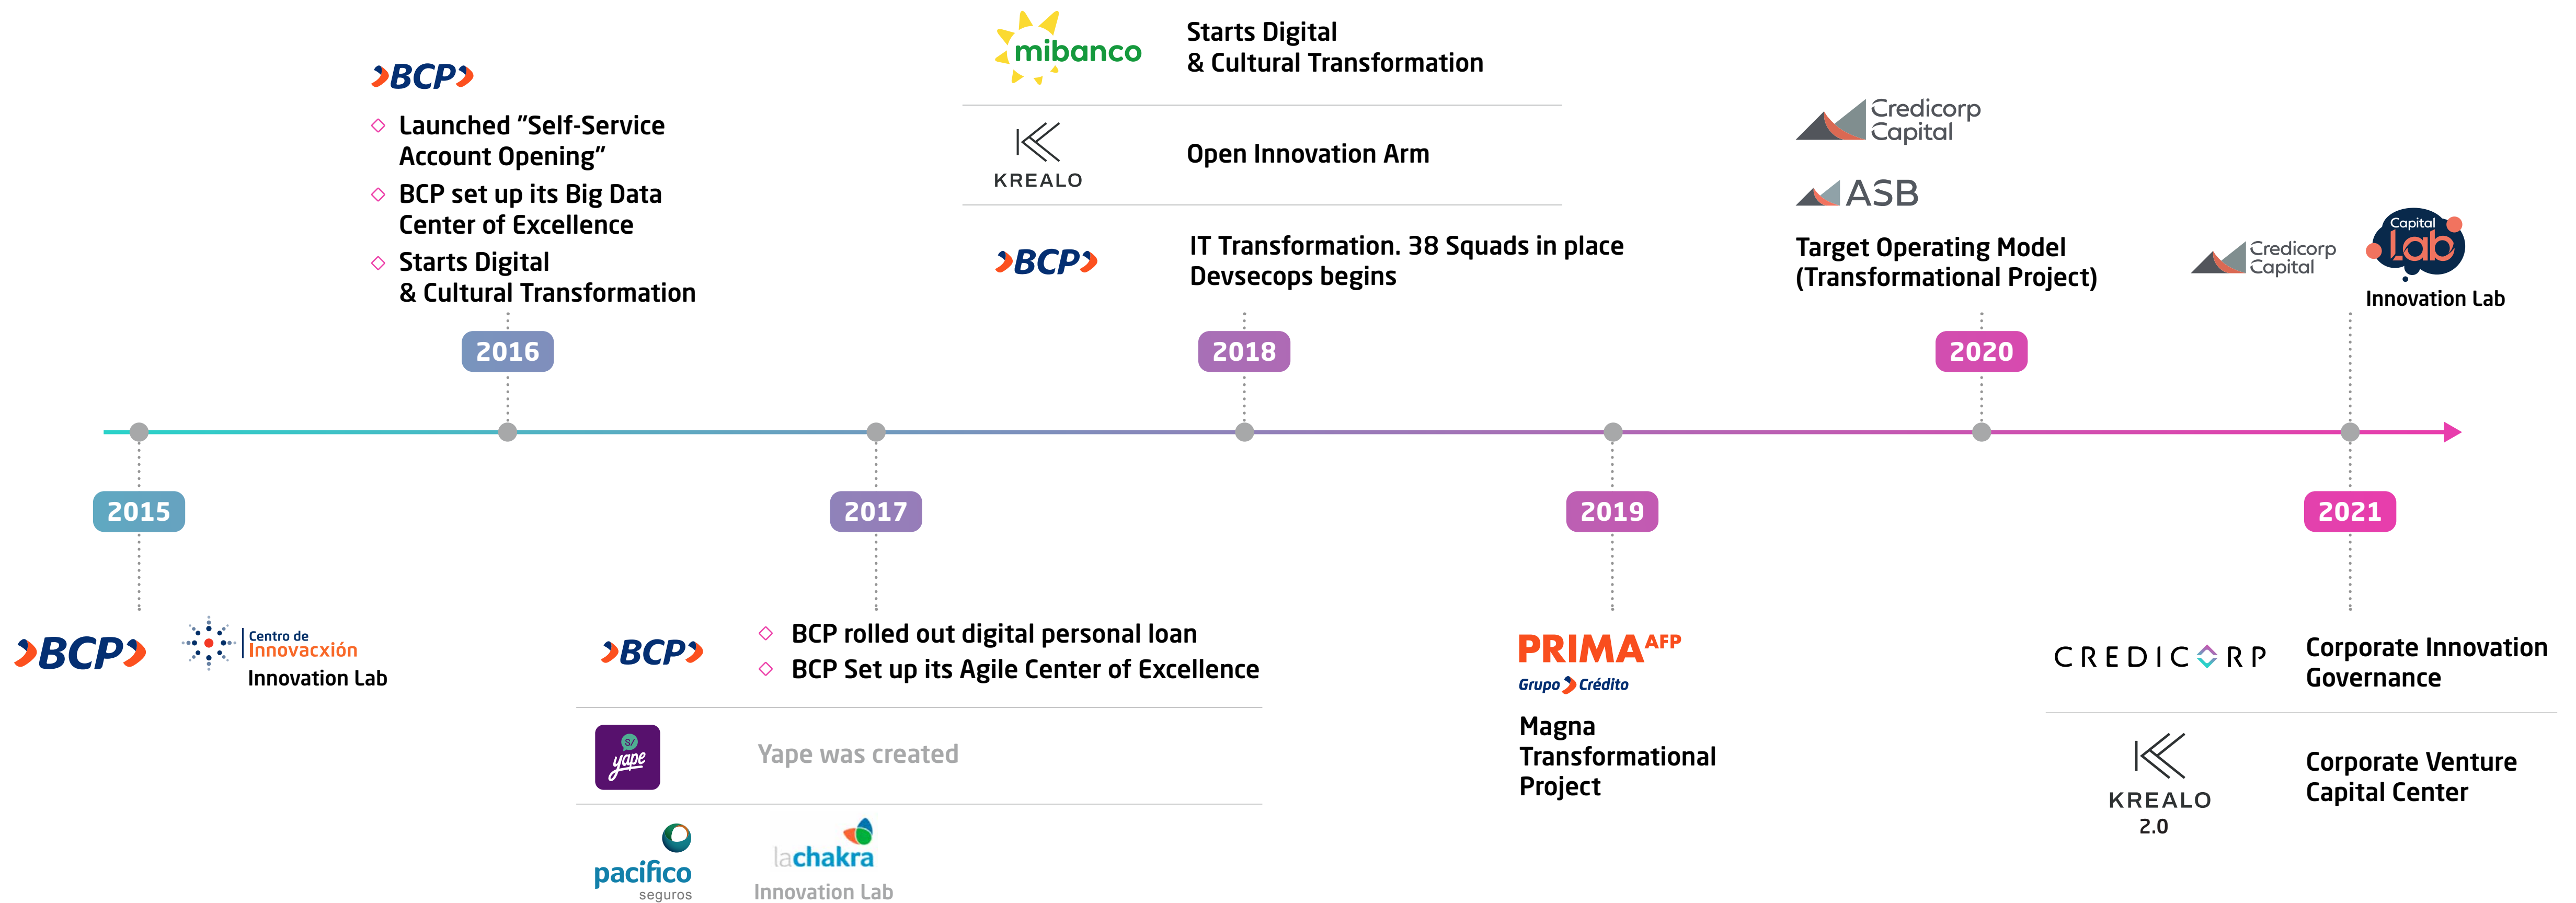 BCP
Launched "Self-Service
Account Opening"
BCP set up its Big Data
Center of Excellence
Starts Digital
& Cultural Transformation
2016
mibanco
Starts Digital
& Cultural Transformation
KREALO
Open Innovation Arm
BCP
IT Transformation. 38 Squads in place
Devsecops begins
2018
Credicorp
Capital
ASB
Target Operating Model
(Transformational Project)
2020
Credicorp
Capital
Capital
Lab
Innovation Lab
2015
BCP
Centro de
Innovacxión
Innovation Lab
2017
BCP
BCP rolled out digital personal loan
BCP Set up its Agile Center of Excellence
S/
yape
Yape was created
pacífico
seguros
lachakra
Innovation Lab
2019
PRIMA AFP
Grupo Crédito
Magna
Transformational
Project
2021
CREDICORP
Corporate Innovation
Governance
KREALO
2.0
Corporate Venture
Capital Center